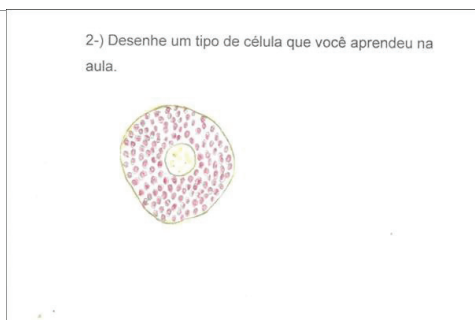 2-) Desenhe um tipo de célula que você aprendeu na
aula.